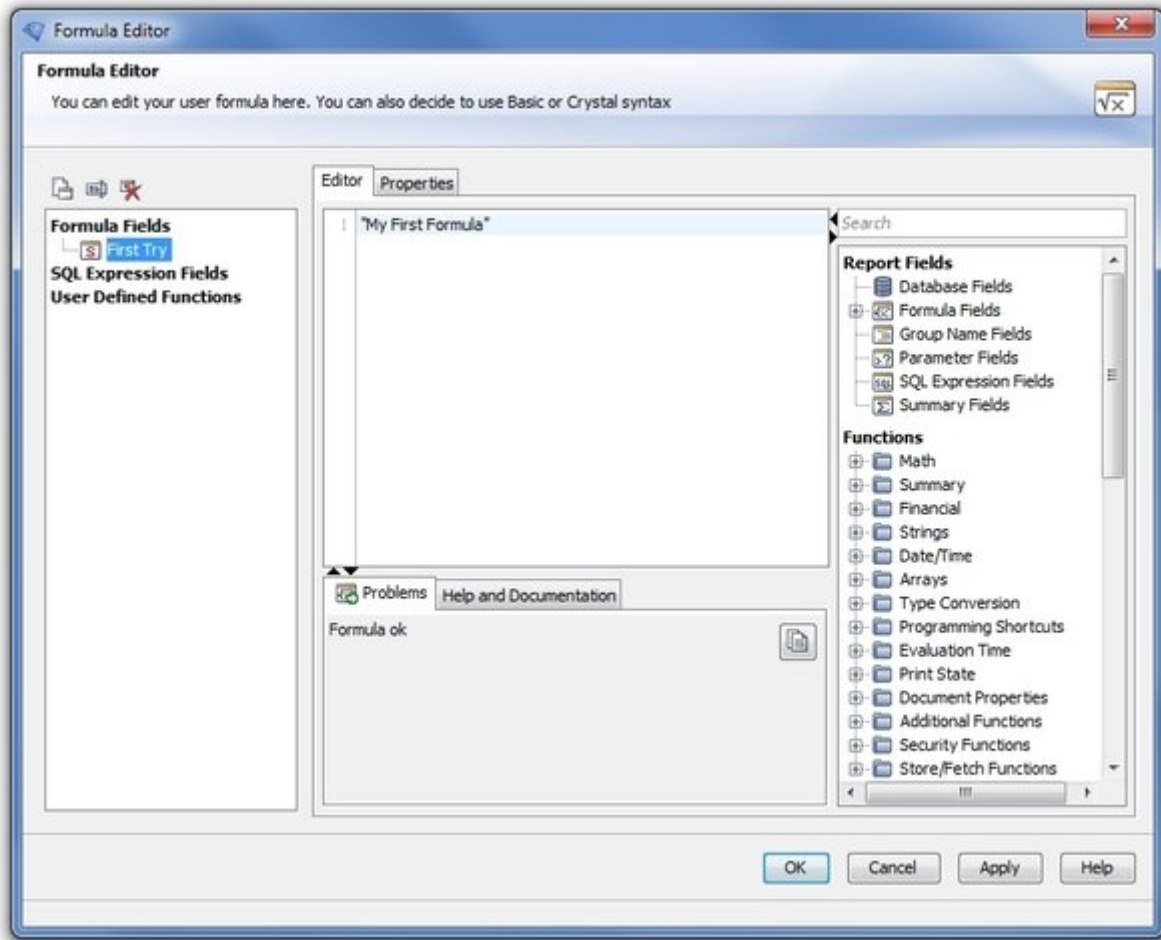 Formula Editor
Formula Editor
You can edit your user formula here. You can also decide to use Basic or Crystal syntax
Formula Fields
S First Try
SQL Expression Fields
User Defined Functions
Editor Properties
1 "My First Formula"
Problems Help and Documentation
Formula ok
Search
Report Fields
Database Fields
Formula Fields
Group Name Fields
Parameter Fields
SQL SQL Expression Fields
Σ Summary Fields
Functions
Math
Summary
Financial
Strings
Date/Time
Arrays
Type Conversion
Programming Shortcuts
Evaluation Time
Print State
Document Properties
Additional Functions
Security Functions
Store/Fetch Functions
OK Cancel Apply Help